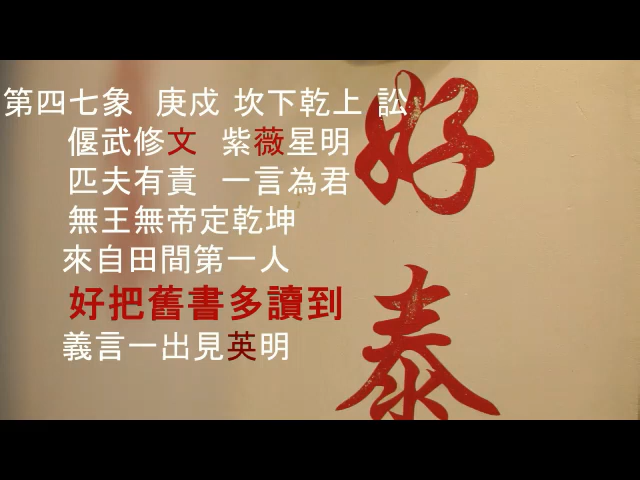 第四七象 庚戍 坎下乾上 訟
偃武修文 紫薇星明
匹夫有責 一言為君
無王無帝定乾坤
來自田間第一人
好把舊書多讀到
義言一出見英明
好
泰